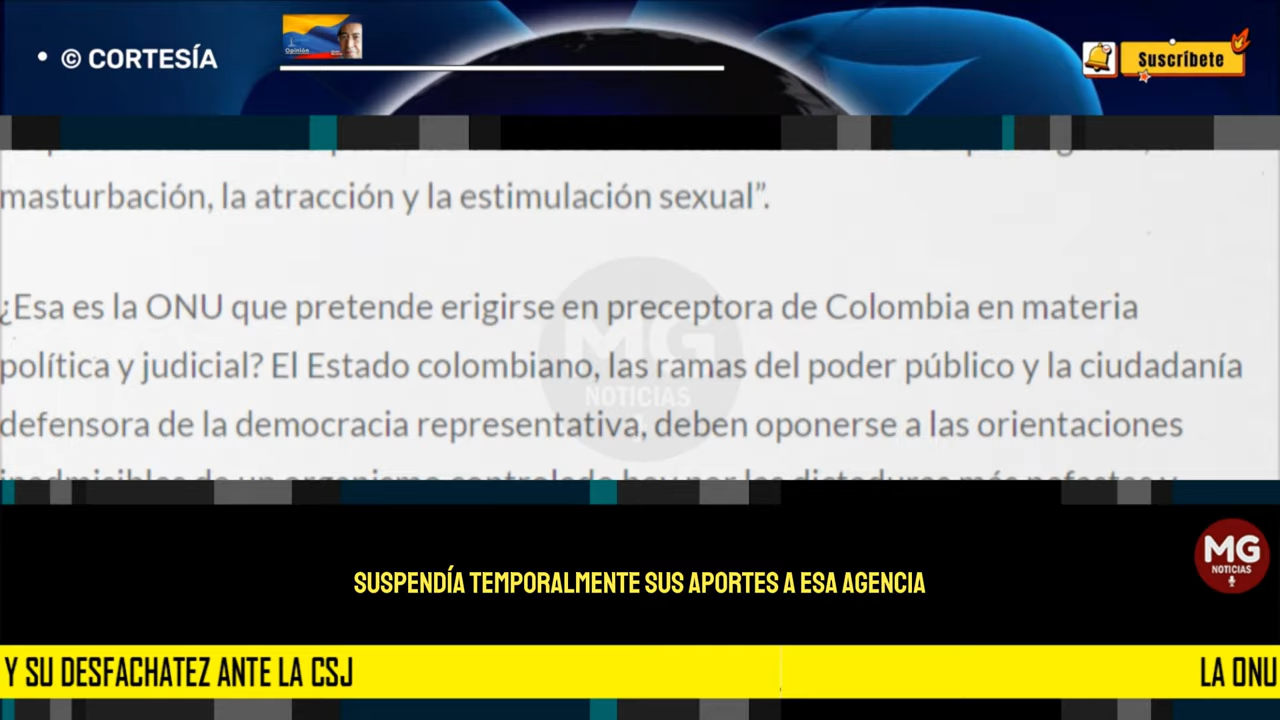 • © CORTESÍA
Opinión
Suscríbete
masturbación, la atracción y la estimulación sexual”.
¿Esa es la ONU que pretende erigirse en preceptora de Colombia en materia
política y judicial? El Estado colombiano, las ramas del poder público y la ciudadanía
defensora de la democracia representativa, deben oponerse a las orientaciones
MG
NOTICIAS
SUSPENDÍA TEMPORALMENTE SUS APORTES A ESA AGENCIA
MG
NOTICIAS
Y SU DESFACHATEZ ANTE LA CSJ
LA ONU